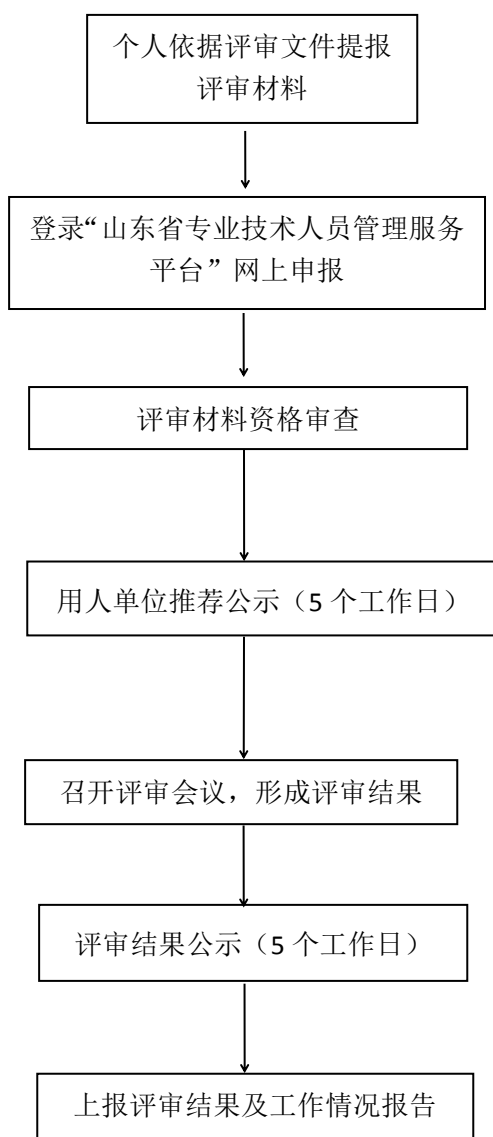 个人依据评审文件提报
评审材料
登录“山东省专业技术人员管理服务
平台”网上申报
评审材料资格审查
用人单位推荐公示（5 个工作日）
召开评审会议，形成评审结果
评审结果公示（5 个工作日）
上报评审结果及工作情况报告